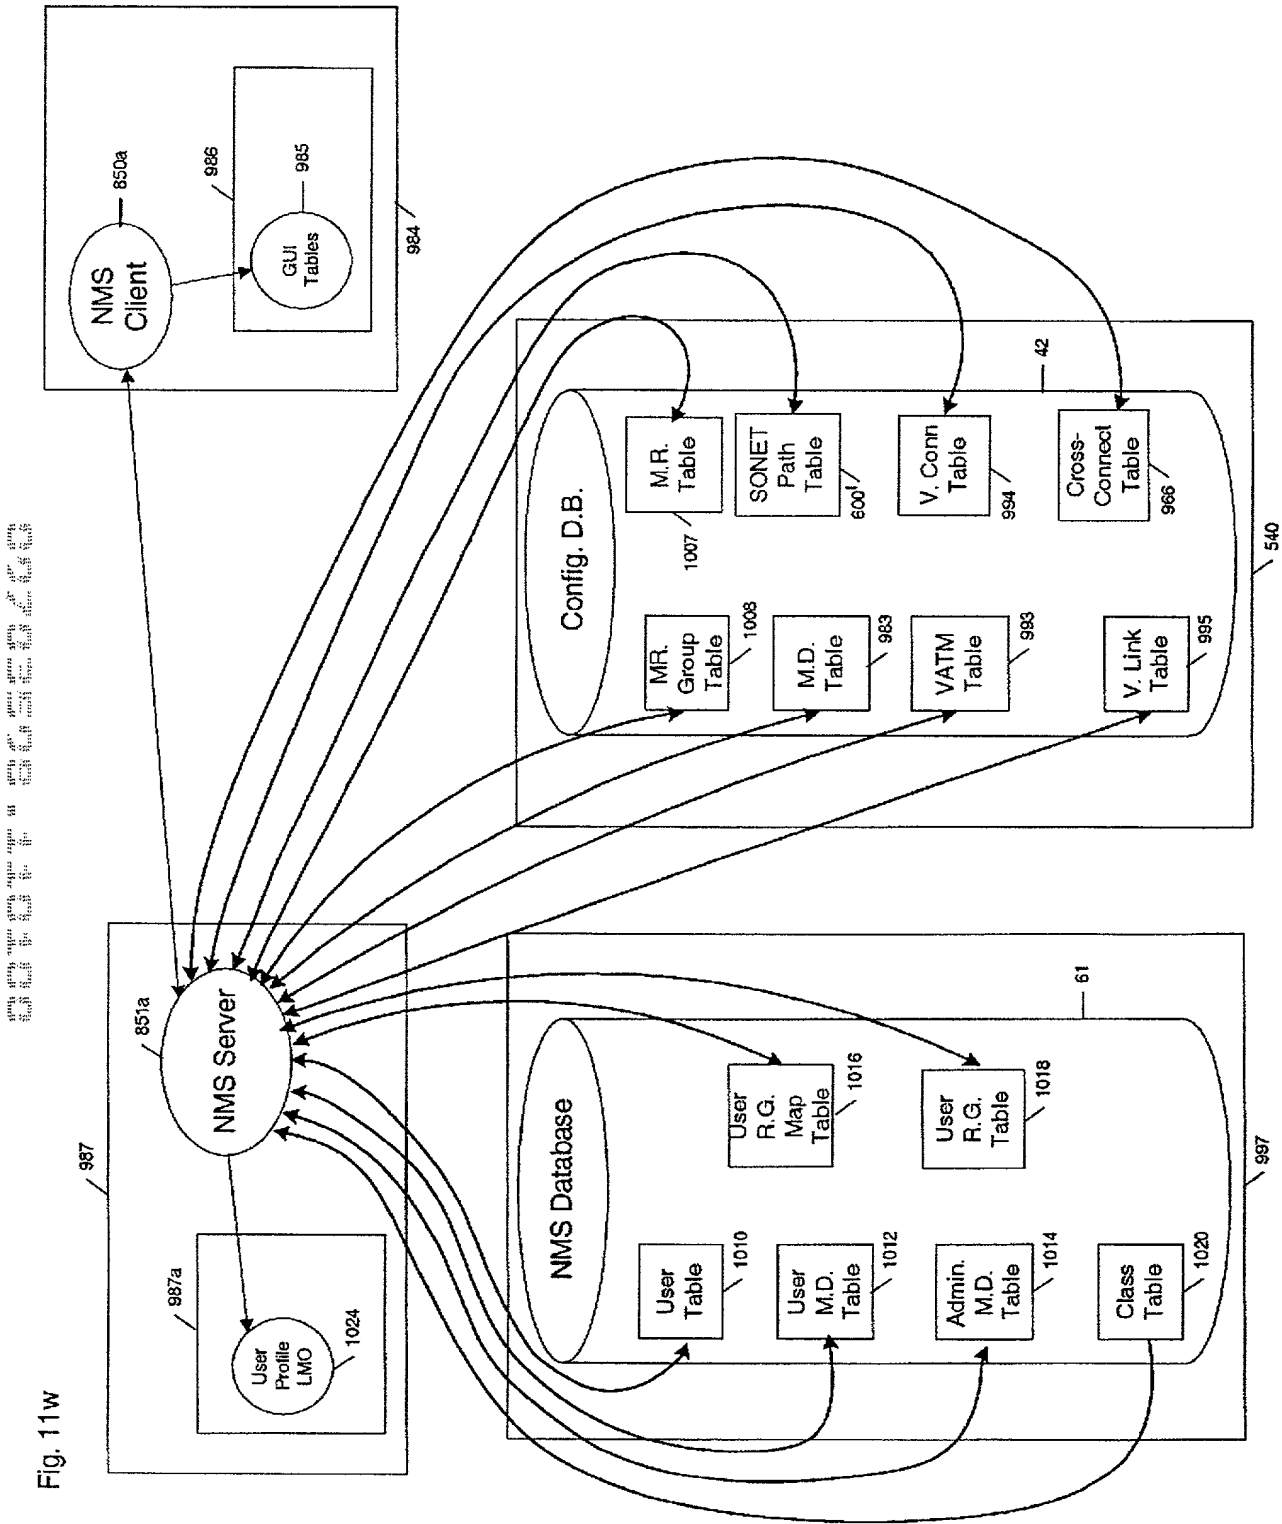 Fig. 11w
987
987a
User
Profile
LMO
1024
851a
NMS Server
NMS
Client
850a
986
GUI
Tables
985
984
NMS Database
User
Table
1010
User
M.D.
Table
1012
Admin.
M.D.
Table
1014
Class
Table
1020
User
R.G.
Map
Table
1016
User
R.G.
Table
1018
61
997
Config. D.B.
MR.
Group
Table
1008
M.D.
Table
983
VATM
Table
993
V. Link
Table
995
M.R.
Table
1007
SONET
Path
Table
600'
V. Conn
Table
994
Cross-
Connect
Table
966
42
540